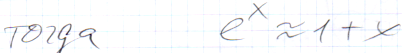 тогда e^x ≈ 1 + x